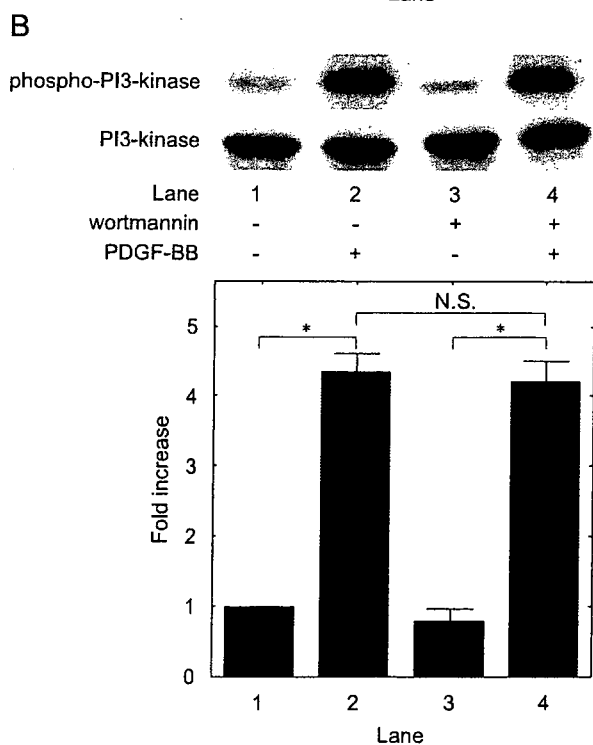 Lane
B
phospho-PI3-kinase
PI3-kinase
Lane 1 2 3 4
wortmannin - - + +
PDGF-BB - + - +
N.S.
* *
5
4
3
2
1
0
Fold increase
1 2 3 4
Lane